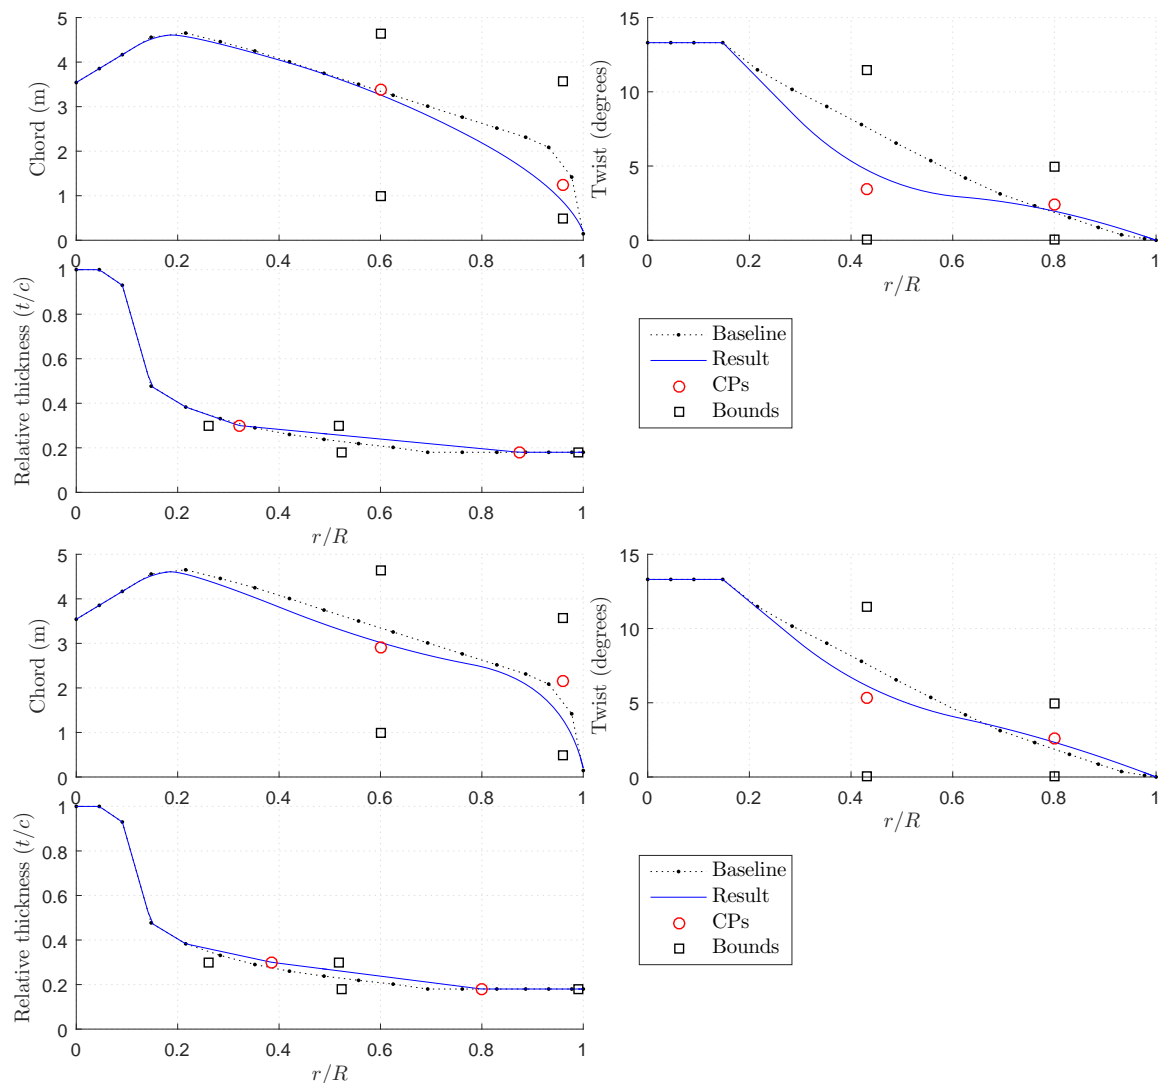 5
4
3
2
1
0
Chord (m)
15
10
5
0
Twist (degrees)
0 0.2 0.4 0.6 0.8 1
0 0.2 0.4 0.6 0.8 1
r/R
1
0.8
0.6
0.4
0.2
0
Relative thickness (t/c)
0 0.2 0.4 0.6 0.8 1
r/R
Baseline
Result
CPs
Bounds
5
4
3
2
1
0
Chord (m)
15
10
5
0
Twist (degrees)
0 0.2 0.4 0.6 0.8 1
0 0.2 0.4 0.6 0.8 1
r/R
1
0.8
0.6
0.4
0.2
0
Relative thickness (t/c)
0 0.2 0.4 0.6 0.8 1
r/R
Baseline
Result
CPs
Bounds